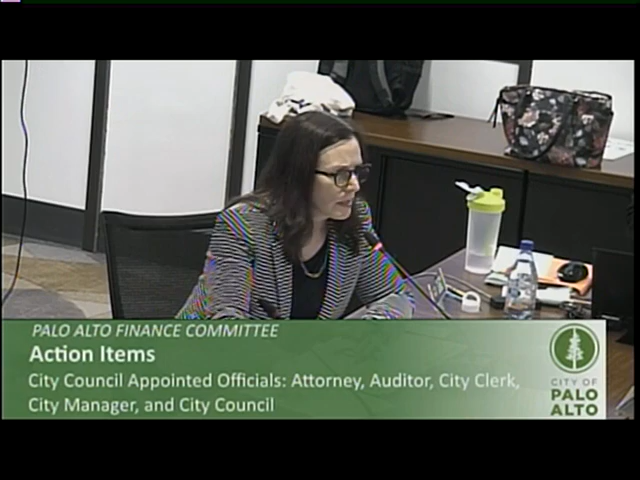 PALO ALTO FINANCE COMMITTEE
Action Items
City Council Appointed Officials: Attorney, Auditor, City Clerk,
City Manager, and City Council
CITY OF
PALO
ALTO